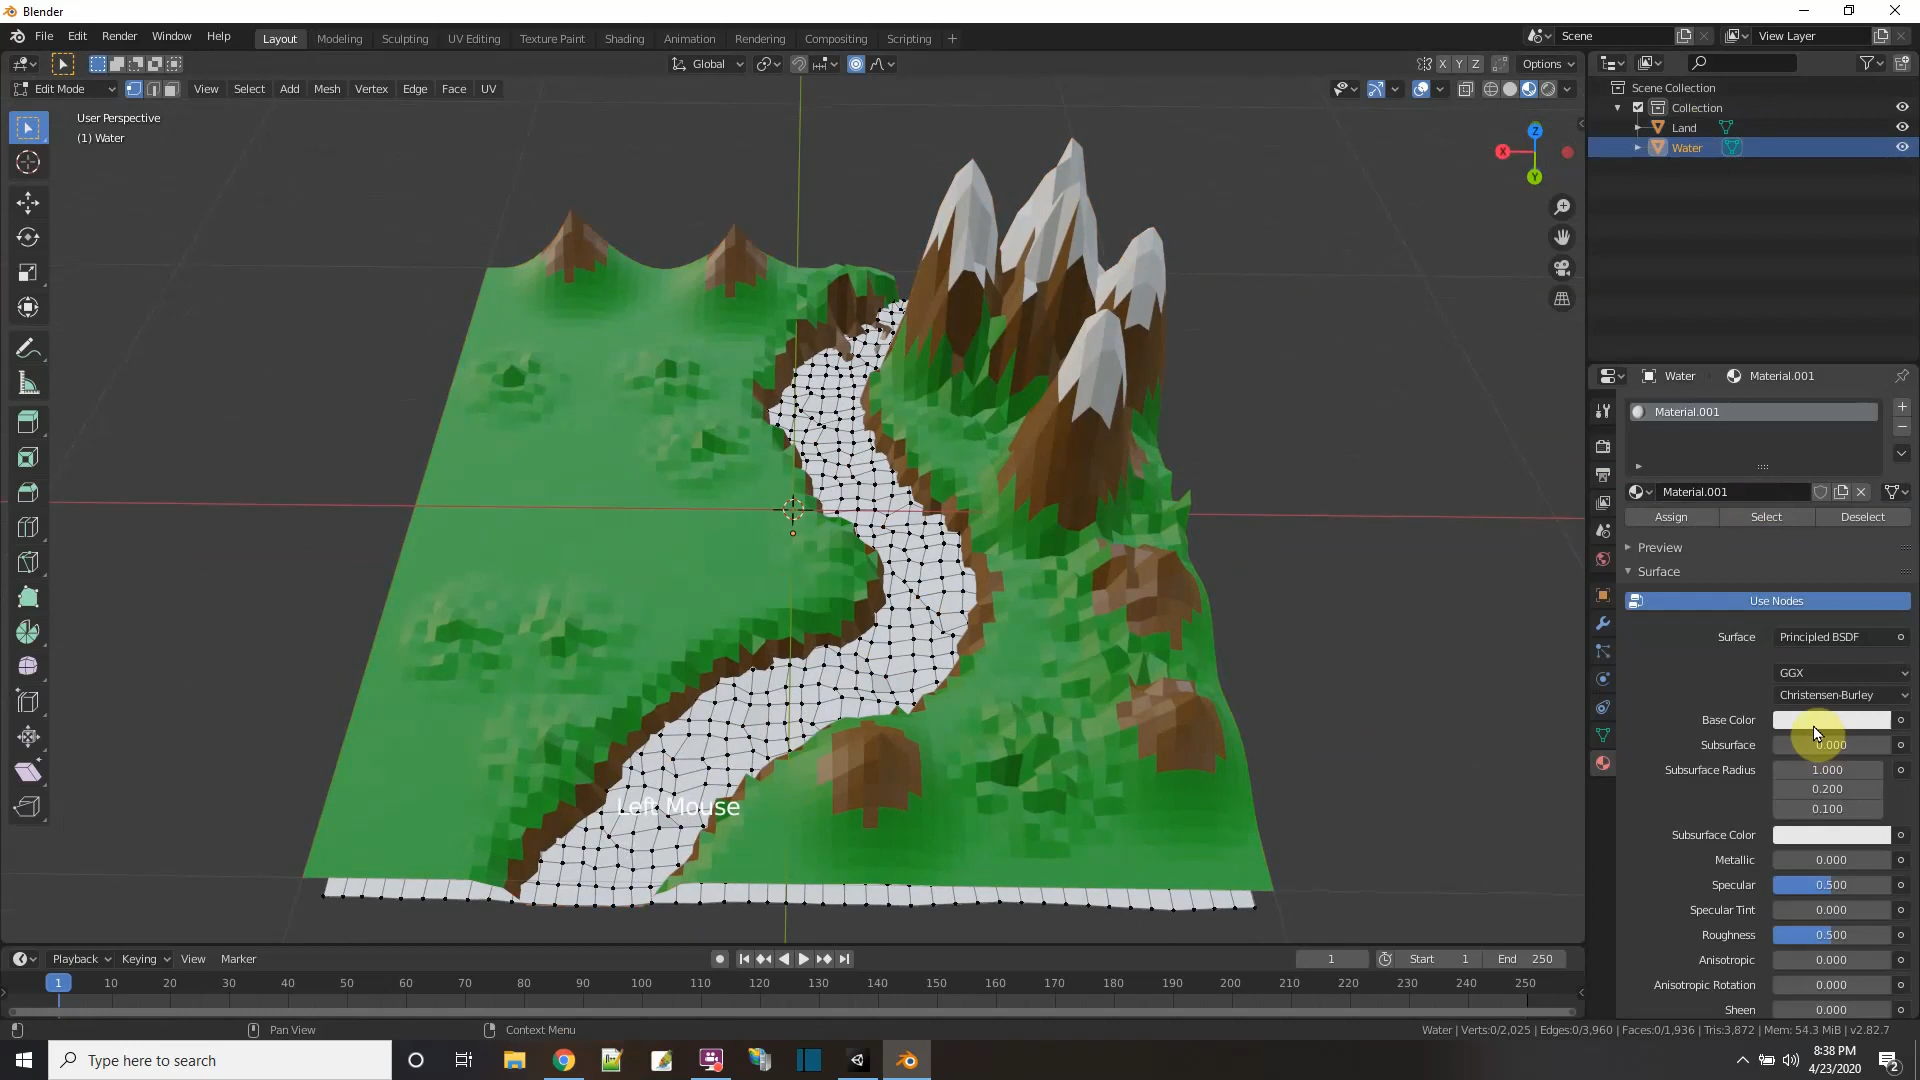 Blender
File Edit Render Window Help
Layout Modeling Sculpting UV Editing Texture Paint Shading Animation Rendering Compositing Scripting +
Scene
View Layer
Global
X Y Z
Options
Edit Mode
View Select Add Mesh Vertex Edge Face UV
User Perspective
(1) Water
Z
X
Y
Left Mouse
Scene Collection
Collection
Land
Water
Water
Material.001
Material.001
Material.001
Assign Select Deselect
Preview
Surface
Use Nodes
Surface Principled BSDF
GGX
Christensen-Burley
Base Color
Subsurface 0.000
Subsurface Radius 1.000
0.200
0.100
Subsurface Color
Metallic 0.000
Specular 0.500
Specular Tint 0.000
Roughness 0.500
Anisotropic 0.000
Anisotropic Rotation 0.000
Sheen 0.000
Playback Keying View Marker
1 Start 1 End 250
1 10 20 30 40 50 60 70 80 90 100 110 120 130 140 150 160 170 180 190 200 210 220 230 240 250
Pan View
Context Menu
Water | Verts:0/2,025 | Edges:0/3,960 | Faces:0/1,936 | Tris:3,872 | Mem: 54.3 MiB | v2.82.7
Type here to search
8:38 PM
4/23/2020
2